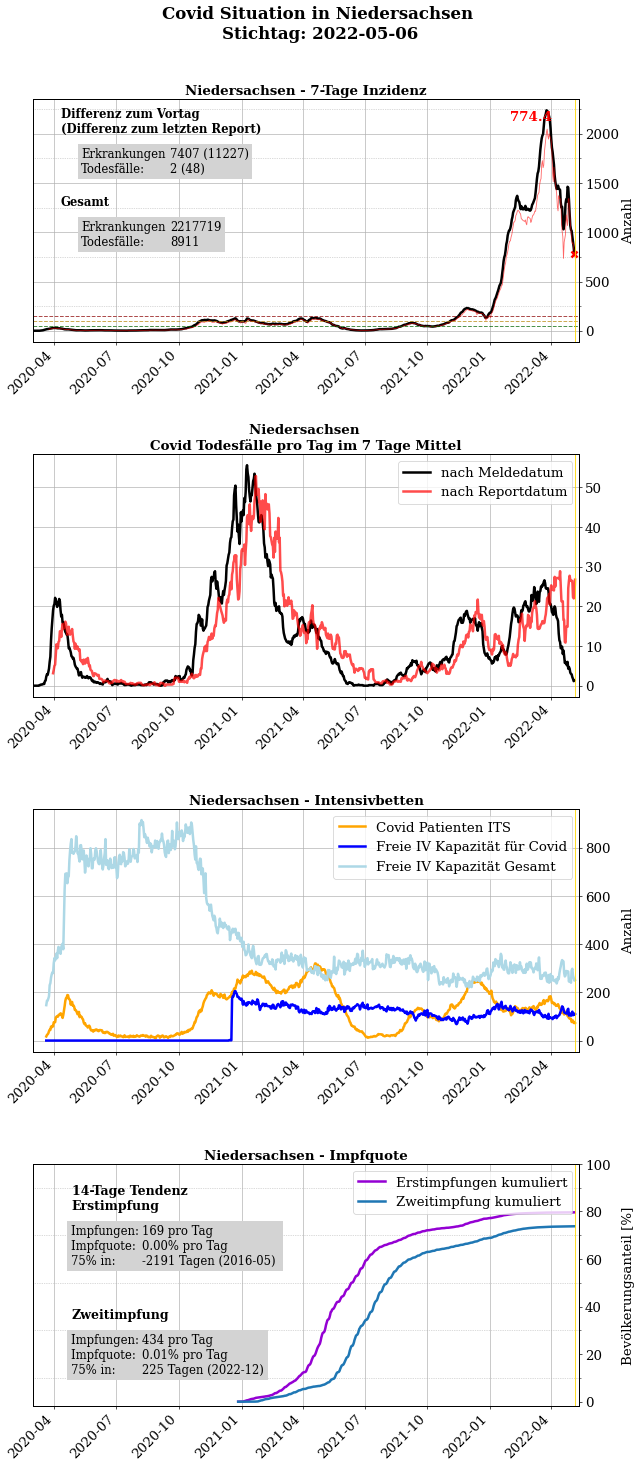 Covid Situation in Niedersachsen
Stichtag: 2022-05-06
Niedersachsen - 7-Tage Inzidenz
Differenz zum Vortag
(Differenz zum letzten Report)
Erkrankungen 7407 (11227)
Todesfälle: 2 (48)
Gesamt
Erkrankungen 2217719
Todesfälle: 8911
774.4
2000
1500
1000
500
0
Anzahl
2020-04
2020-07
2020-10
2021-01
2021-04
2021-07
2021-10
2022-01
2022-04
Niedersachsen
Covid Todesfälle pro Tag im 7 Tage Mittel
nach Meldedatum
nach Reportdatum
50
40
30
20
10
0
2020-04
2020-07
2020-10
2021-01
2021-04
2021-07
2021-10
2022-01
2022-04
Niedersachsen - Intensivbetten
Covid Patienten ITS
Freie IV Kapazität für Covid
Freie IV Kapazität Gesamt
800
600
400
200
0
Anzahl
2020-04
2020-07
2020-10
2021-01
2021-04
2021-07
2021-10
2022-01
2022-04
Niedersachsen - Impfquote
14-Tage Tendenz
Erstimpfung
Impfungen: 169 pro Tag
Impfquote: 0.00% pro Tag
75% in: -2191 Tagen (2016-05)
Zweitimpfung
Impfungen: 434 pro Tag
Impfquote: 0.01% pro Tag
75% in: 225 Tagen (2022-12)
Erstimpfungen kumuliert
Zweitimpfung kumuliert
100
80
60
40
20
0
Bevölkerungsanteil [%]
2020-04
2020-07
2020-10
2021-01
2021-04
2021-07
2021-10
2022-01
2022-04